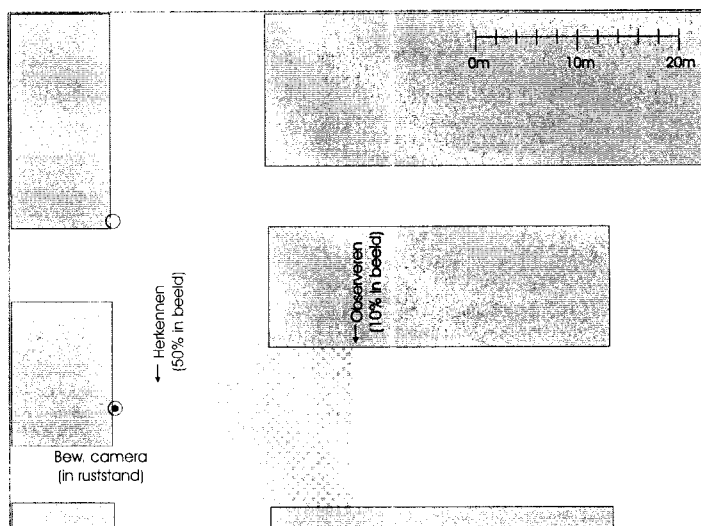 0m 10m 20m
Herkennen
(50% in beeld)
Observeren
(10% in beeld)
Bew. camera
(in ruststand)